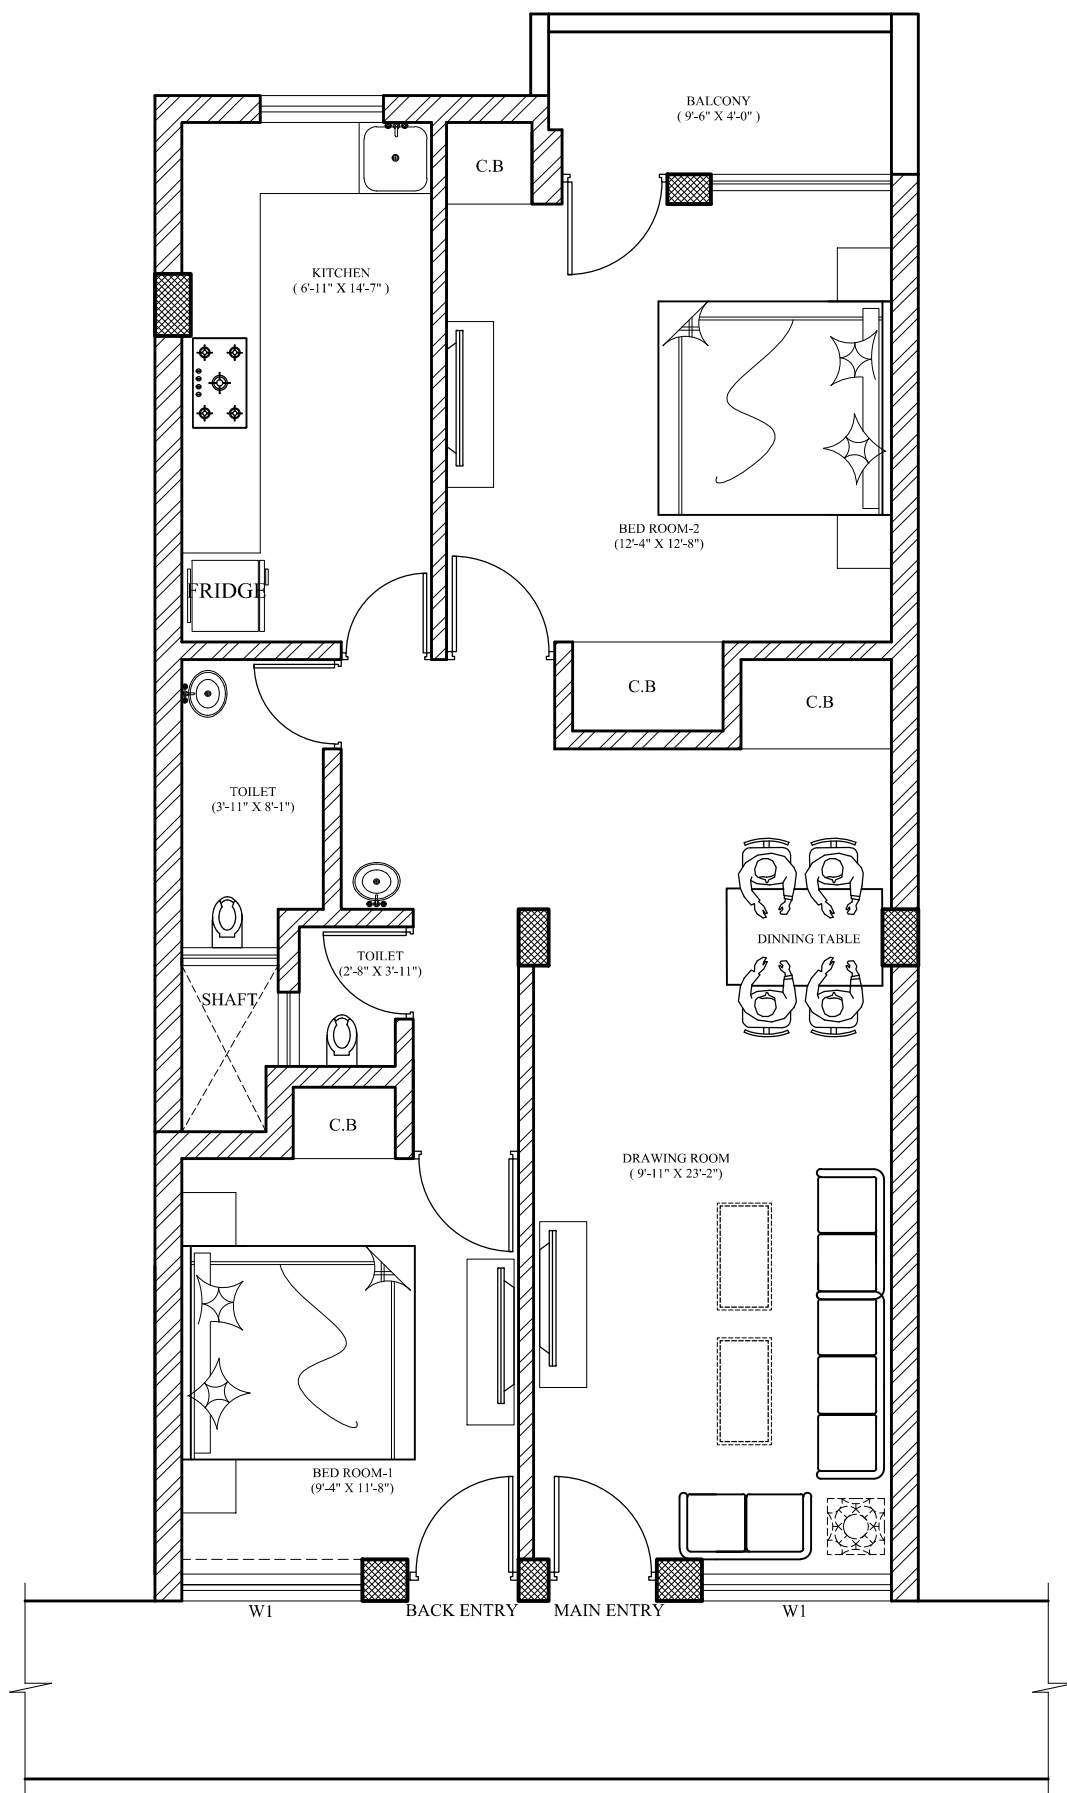 BALCONY
( 9'-6" X 4'-0" )
C.B
KITCHEN
( 6'-11" X 14'-7" )
BED ROOM-2
(12'-4" X 12'-8")
FRIDGE
C.B
C.B
TOILET
(3'-11" X 8'-1")
DINNING TABLE
TOILET
(2'-8" X 3'-11")
SHAFT
C.B
DRAWING ROOM
( 9'-11" X 23'-2")
BED ROOM-1
(9'-4" X 11'-8")
W1
BACK ENTRY
MAIN ENTRY
W1